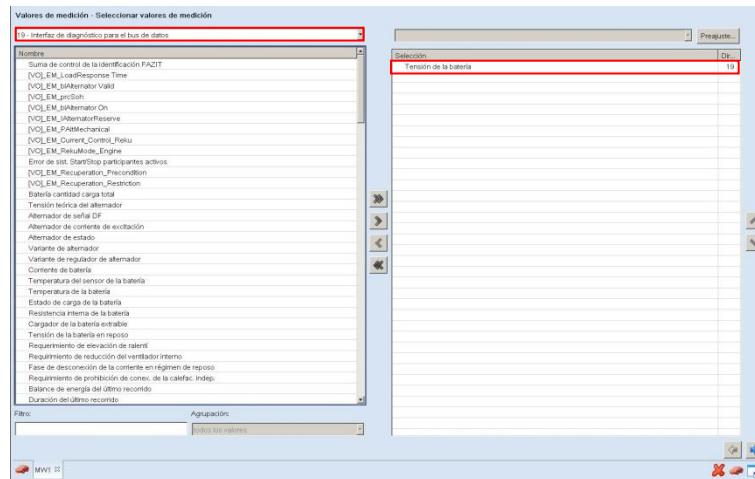 Valores de medición - Seleccionar valores de medición
19 - Interfaz de diagnóstico para el bus de datos
Preajuste...
Nombre
Suma de control de la identificación FAZIT
[VO]_EM_LoadResponse Time
[VO]_EM_blAlternator Valid
[VO]_EM_prcSoh
[VO]_EM_blAlternator On
[VO]_EM_IAlternatorReserve
[VO]_EM_PAltMechanical
[VO]_EM_Current_Control_Reku
[VO]_EM_RekuMode_Engine
Error de sist. Start/Stop participantes activos
[VO]_EM_Recuperation_Precondition
[VO]_EM_Recuperation_Restriction
Batería cantidad carga total
Tensión teórica del alternador
Alternador de señal DF
Alternador de corriente de excitación
Alternador de estado
Variante de alternador
Variante de regulador de alternador
Corriente de batería
Temperatura del sensor de la batería
Temperatura de la batería
Estado de carga de la batería
Resistencia interna de la batería
Cargador de la batería extraíble
Tensión de la batería en reposo
Requerimiento de elevación de ralentí
Requirimiento de reducción del ventilador interno
Fase de desconexión de la corriente en régimen de reposo
Requirimiento de prohibición de conex. de la calefac. indep.
Balance de energía del último recorrido
Duración del último recorrido
Selección Dir...
Tensión de la batería 19
Filtro: Agrupación:
todos los valores
MW1